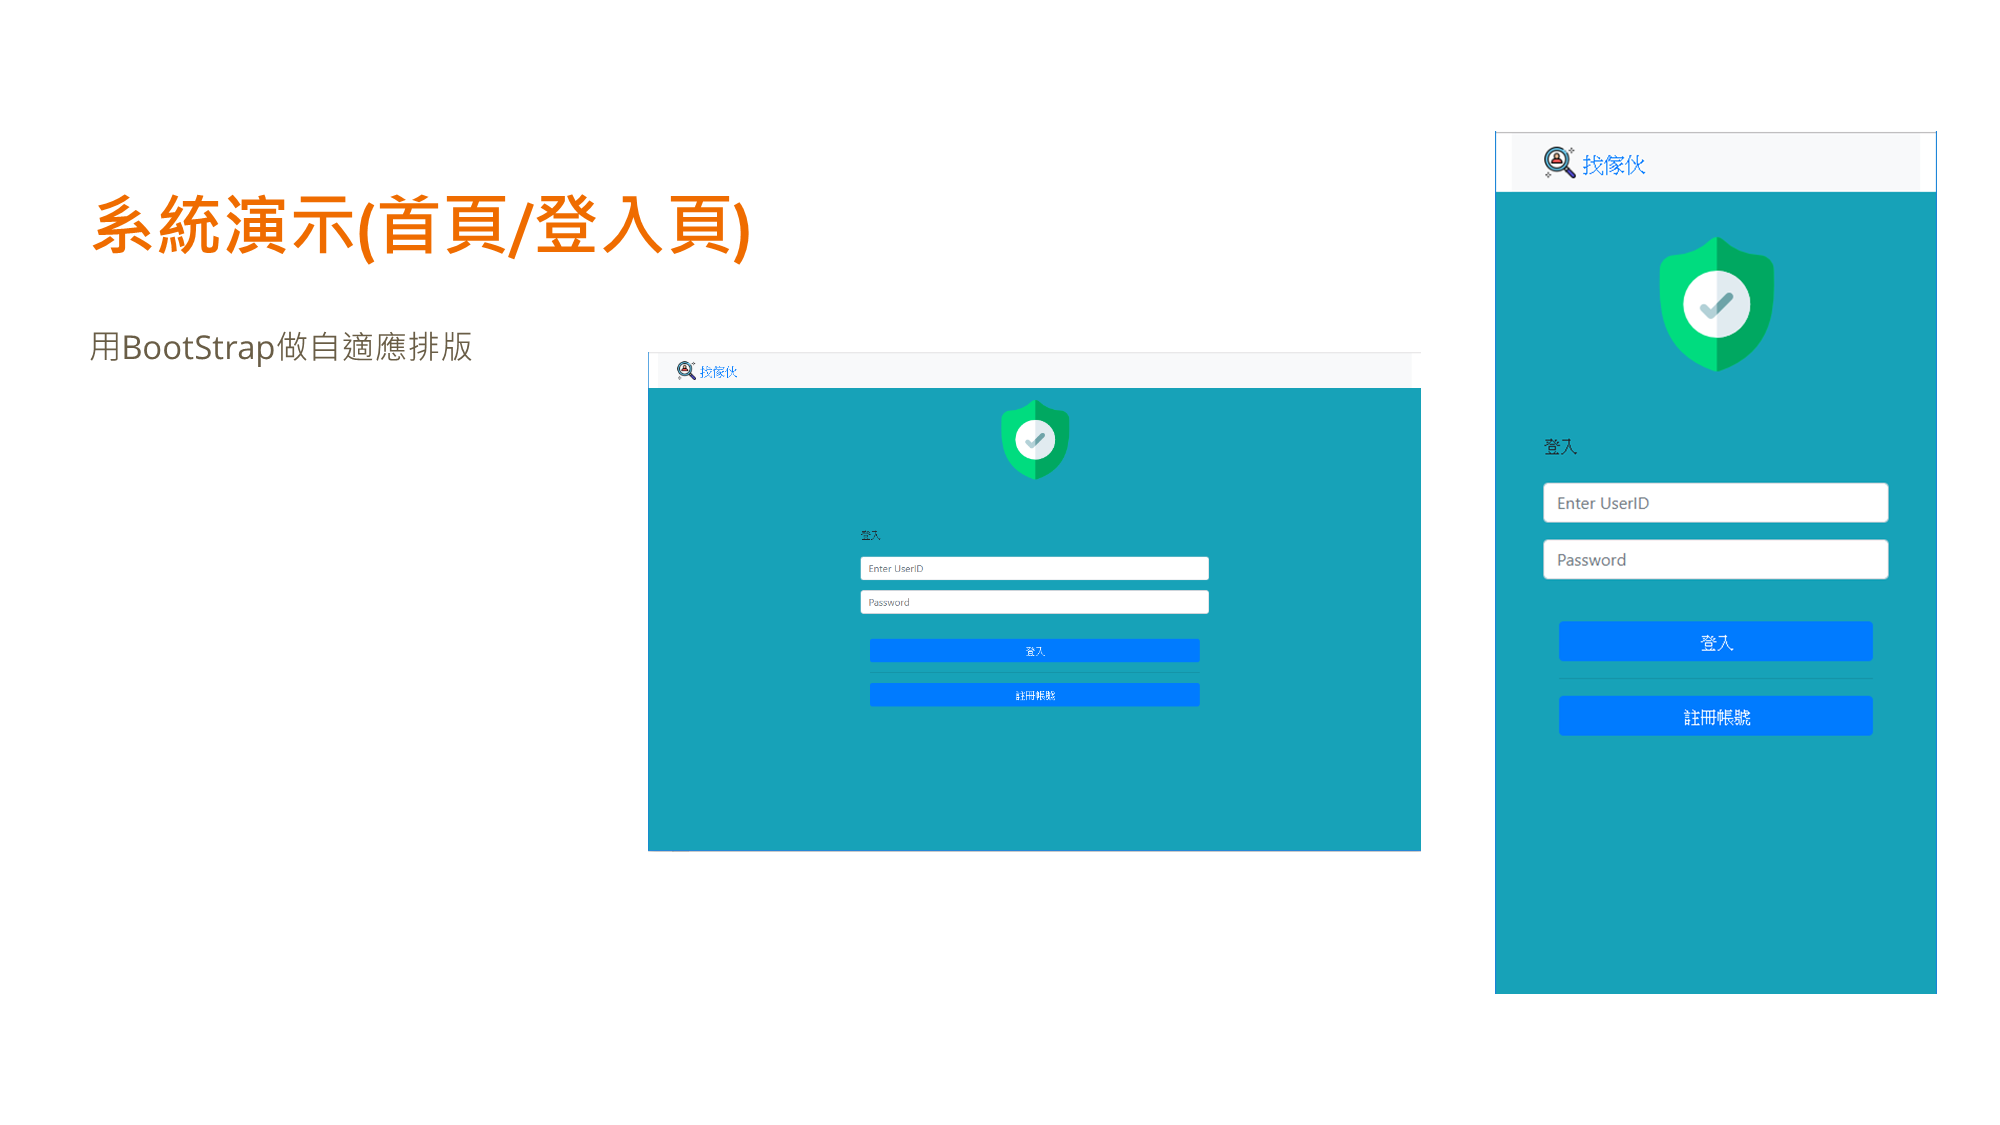 系統演示(首頁/登入頁)
用BootStrap做自適應排版
找傢伙
登入
Enter UserID
Password
登入
註冊帳號
找傢伙
登入
Enter UserID
Password
登入
註冊帳號